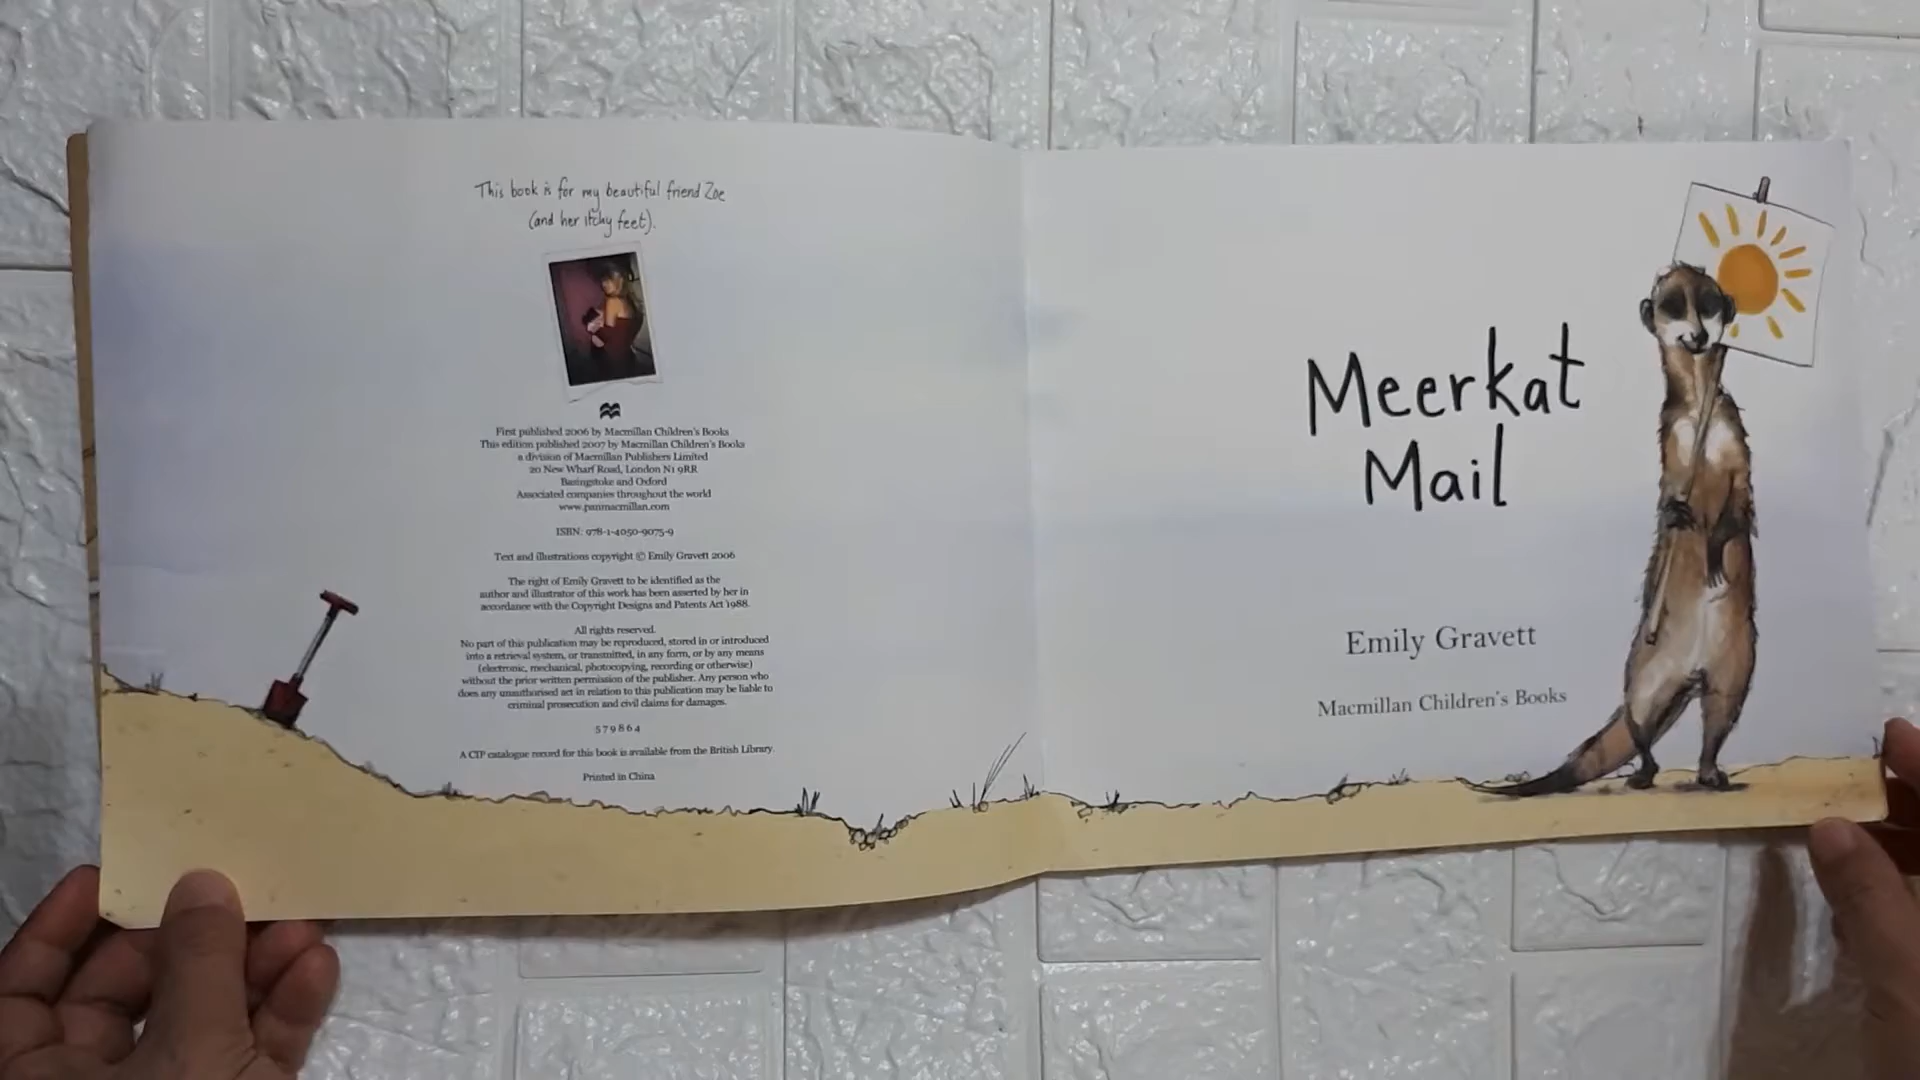 This book is for my beautiful friend Zoe
(and her itchy feet).
First published 2006 by Macmillan Children's Books
This edition published 2007 by Macmillan Children's Books
a division of Macmillan Publishers Limited
20 New Wharf Road, London N1 9RR
Basingstoke and Oxford
Associated companies throughout the world
www.panmacmillan.com
ISBN: 978-1-4050-9075-9
Text and illustrations copyright © Emily Gravett 2006
The right of Emily Gravett to be identified as the
author and illustrator of this work has been asserted by her in
accordance with the Copyright Designs and Patents Act 1988.
All rights reserved.
No part of this publication may be reproduced, stored in or introduced
into a retrieval system, or transmitted, in any form, or by any means
(electronic, mechanical, photocopying, recording or otherwise)
without the prior written permission of the publisher. Any person who
does any unauthorised act in relation to this publication may be liable to
criminal prosecution and civil claims for damages.
5 7 9 8 6 4
A CIP catalogue record for this book is available from the British Library.
Printed in China
Meerkat
Mail
Emily Gravett
Macmillan Children's Books